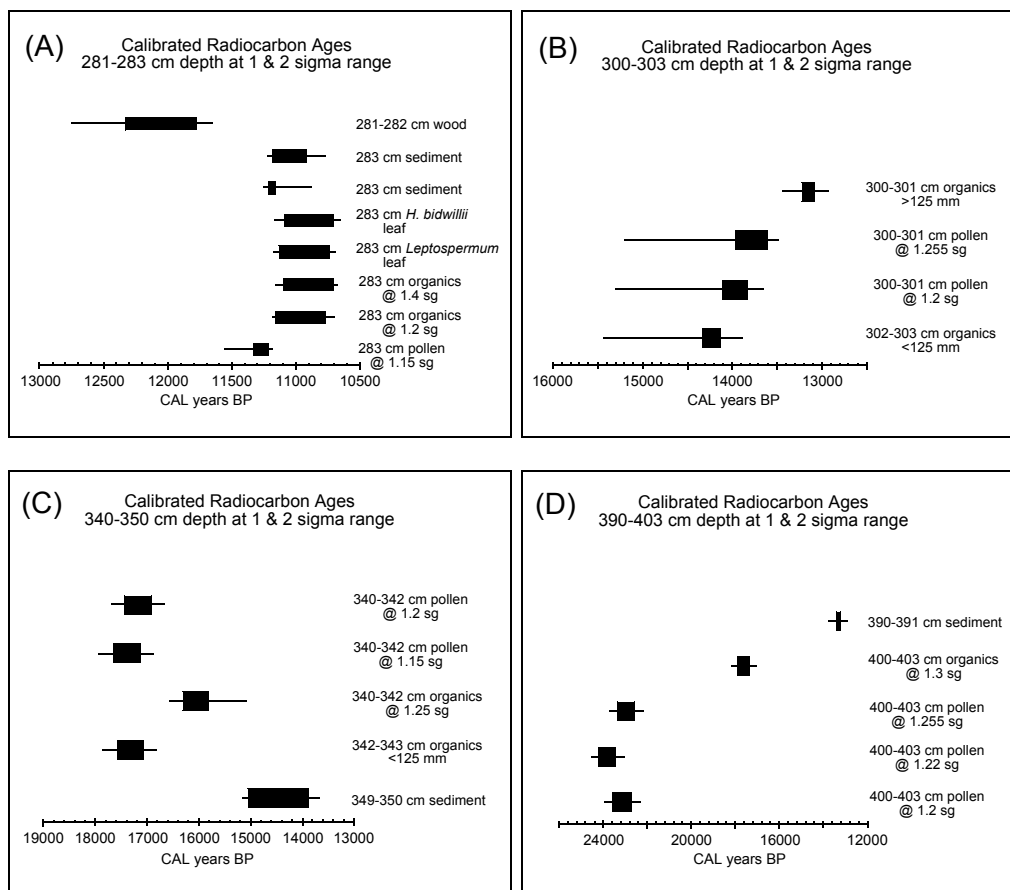 (A)
Calibrated Radiocarbon Ages
281-283 cm depth at 1 & 2 sigma range
281-282 cm wood
283 cm sediment
283 cm sediment
283 cm H. bidwillii
leaf
283 cm Leptospermum
leaf
283 cm organics
@ 1.4 sg
283 cm organics
@ 1.2 sg
283 cm pollen
@ 1.15 sg
13000 12500 12000 11500 11000 10500
CAL years BP
(B)
Calibrated Radiocarbon Ages
300-303 cm depth at 1 & 2 sigma range
300-301 cm organics
>125 mm
300-301 cm pollen
@ 1.255 sg
300-301 cm pollen
@ 1.2 sg
302-303 cm organics
<125 mm
16000 15000 14000 13000
CAL years BP
(C)
Calibrated Radiocarbon Ages
340-350 cm depth at 1 & 2 sigma range
340-342 cm pollen
@ 1.2 sg
340-342 cm pollen
@ 1.15 sg
340-342 cm organics
@ 1.25 sg
342-343 cm organics
<125 mm
349-350 cm sediment
19000 18000 17000 16000 15000 14000 13000
CAL years BP
(D)
Calibrated Radiocarbon Ages
390-403 cm depth at 1 & 2 sigma range
390-391 cm sediment
400-403 cm organics
@ 1.3 sg
400-403 cm pollen
@ 1.255 sg
400-403 cm pollen
@ 1.22 sg
400-403 cm pollen
@ 1.2 sg
24000 20000 16000 12000
CAL years BP